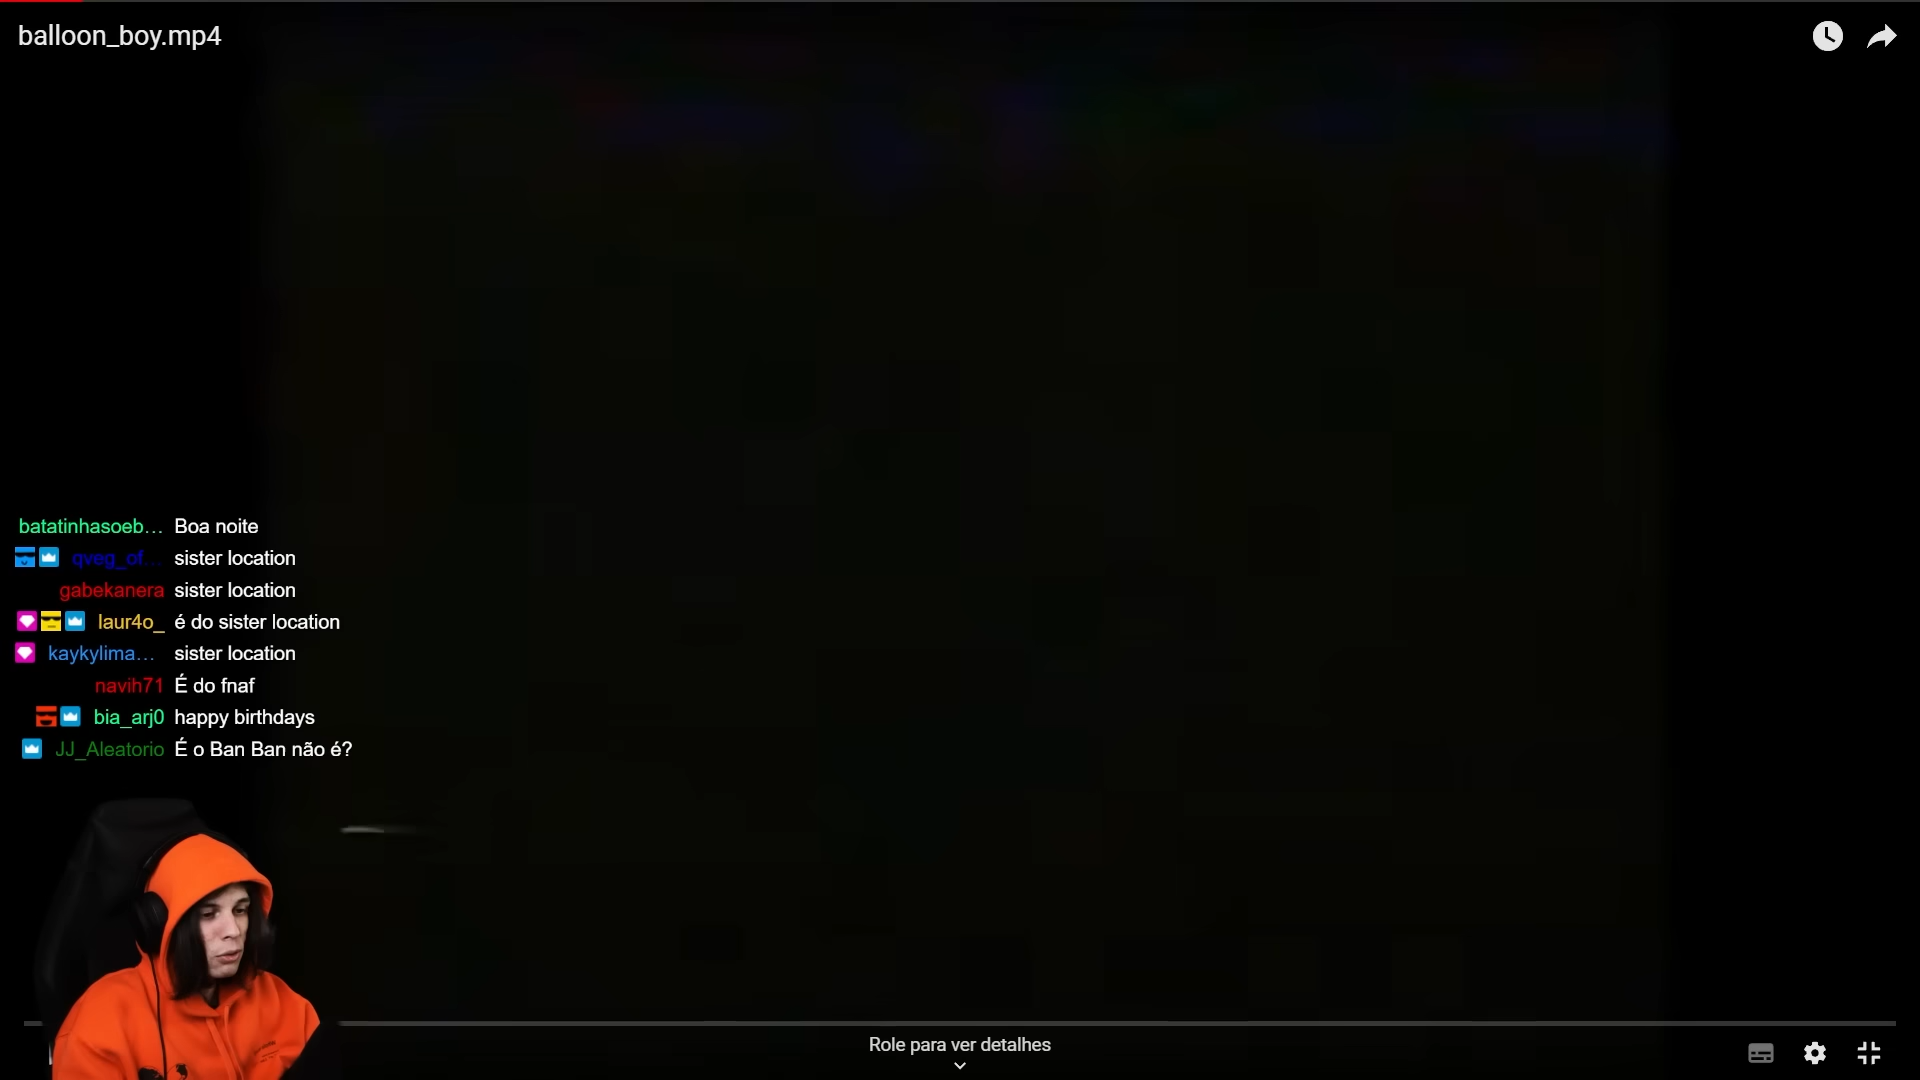 balloon_boy.mp4
batatinhasoeb… Boa noite
qveg_of… sister location
gabekanera sister location
laur4o_ é do sister location
kaykylima… sister location
navih71 É do fnaf
bia_arj0 happy birthdays
JJ_Aleatorio É o Ban Ban não é?
Role para ver detalhes